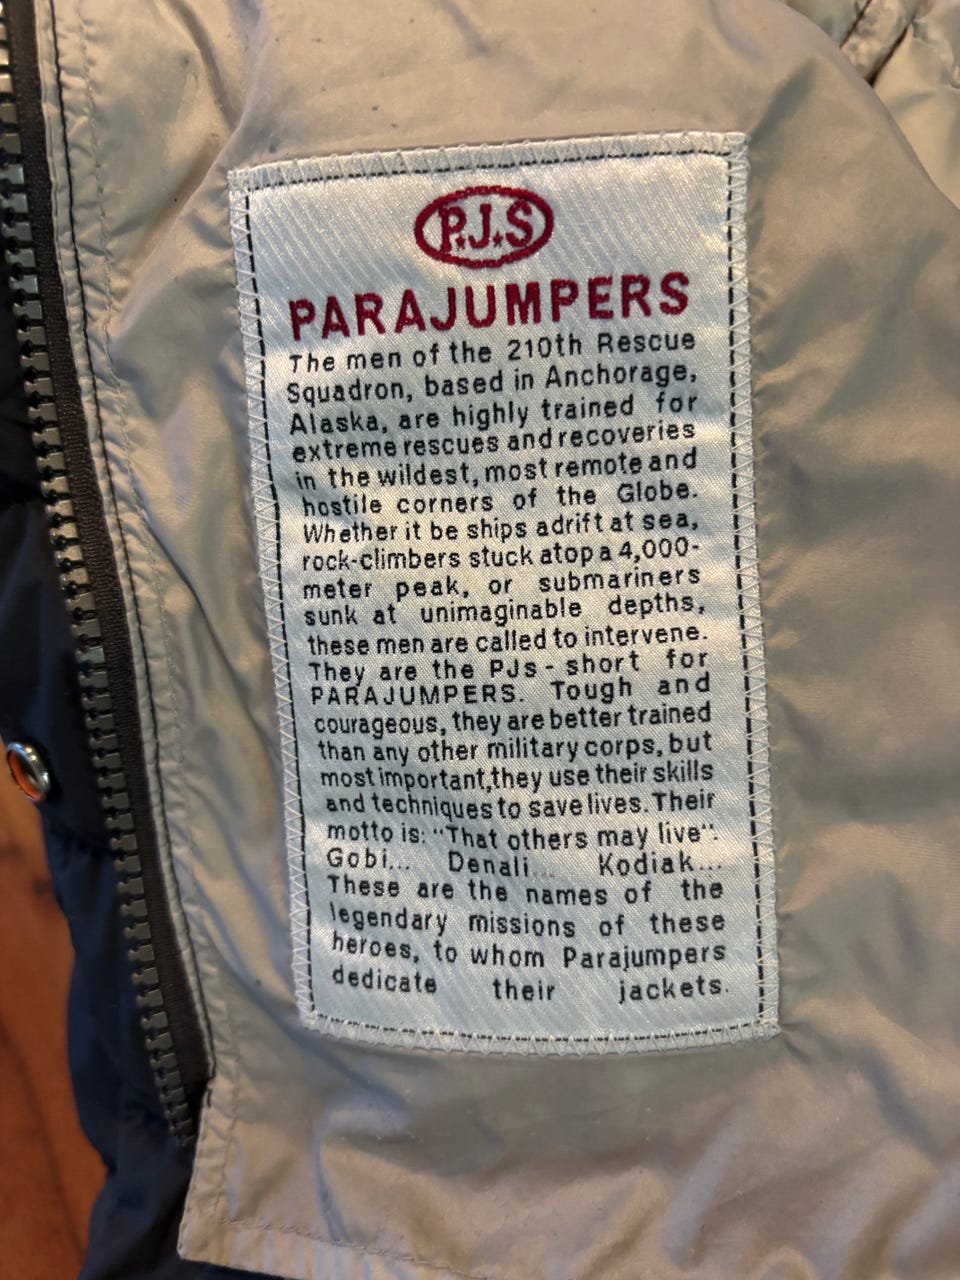 P.J.S
PARAJUMPERS
The men of the 210th Rescue
Squadron, based in Anchorage,
Alaska, are highly trained for
extreme rescues and recoveries
in the wildest, most remote and
hostile corners of the Globe.
Whether it be ships adrift at sea,
rock-climbers stuck atop a 4,000-
meter peak, or submariners
sunk at unimaginable depths,
these men are called to intervene.
They are the PJs - short for
PARAJUMPERS. Tough and
courageous, they are better trained
than any other military corps, but
most important,they use their skills
and techniques to save lives. Their
motto is: "That others may live".
Gobi... Denali... Kodiak...
These are the names of the
legendary missions of these
heroes, to whom Parajumpers
dedicate their jackets.